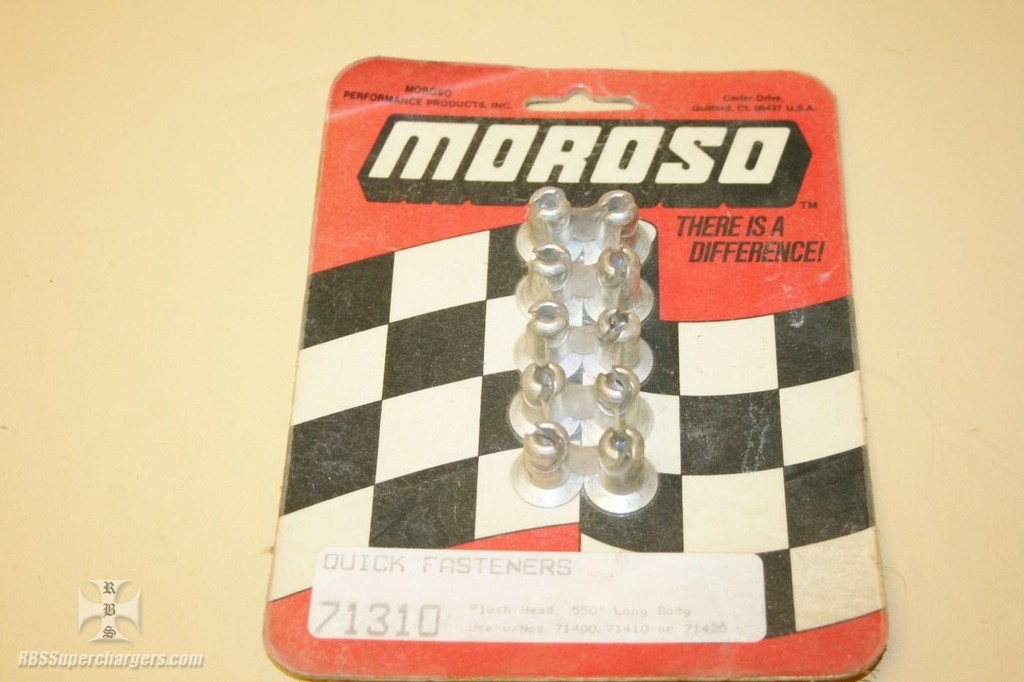 MOROSO
PERFORMANCE PRODUCTS, INC.
Carter Drive,
Guilford, Ct. 06437 U.S.A.
MOROSO
TM
THERE IS A
DIFFERENCE!
QUICK FASTENERS
71310
Flush Head .550" Long Body
Use w/Nos. 71400, 71410 or 71420
RBS
RBSSuperchargers.com